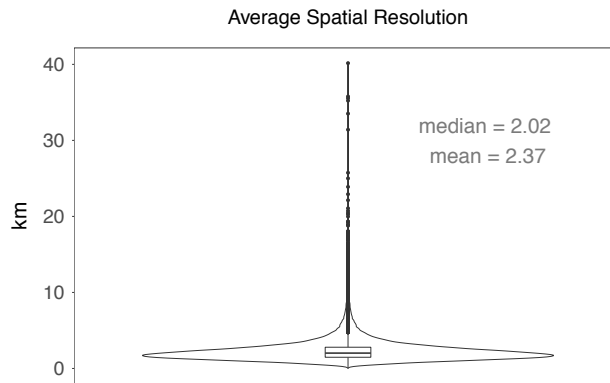 Average Spatial Resolution
40
median = 2.02
mean = 2.37
30
km
20
10
0